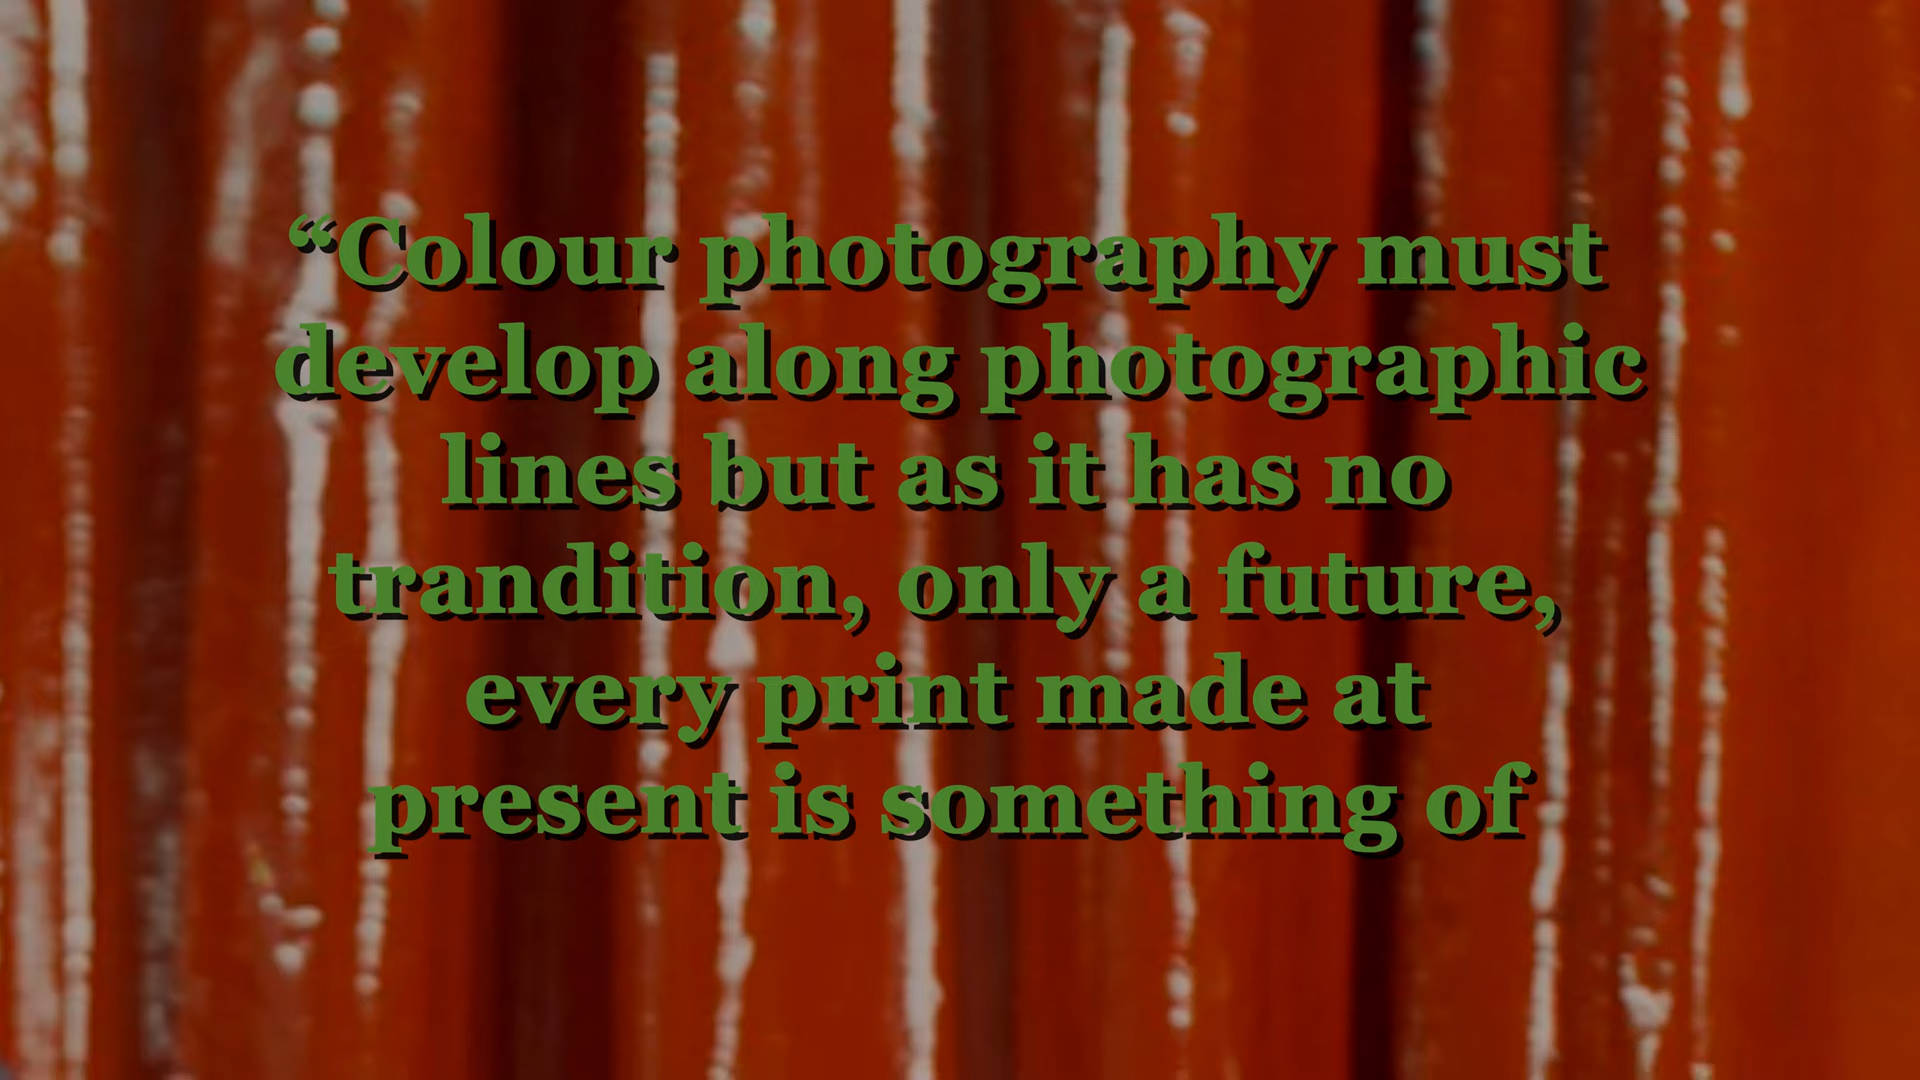 “Colour photography must
develop along photographic
lines but as it has no
trandition, only a future,
every print made at
present is something of